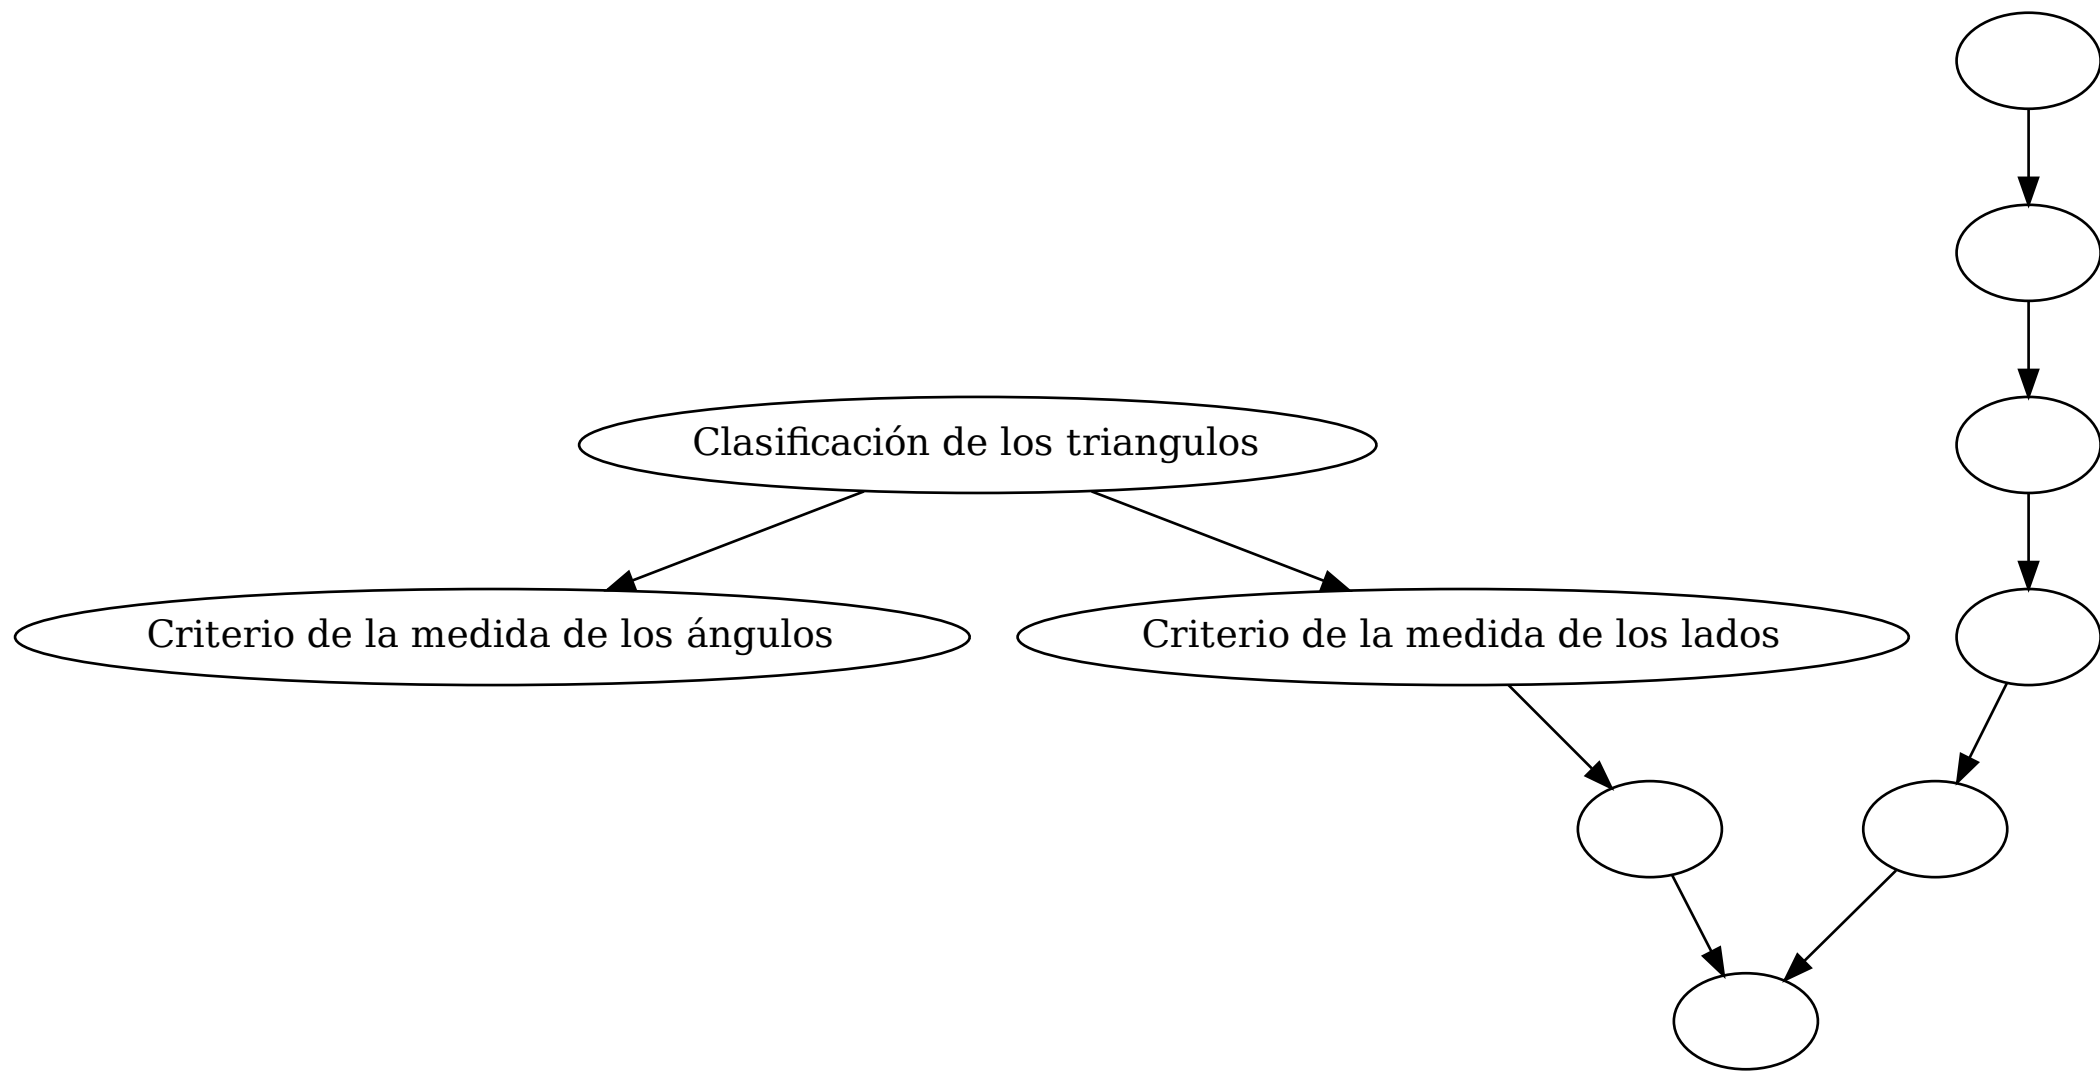 Clasificación de los triangulos
Criterio de la medida de los ángulos
Criterio de la medida de los lados